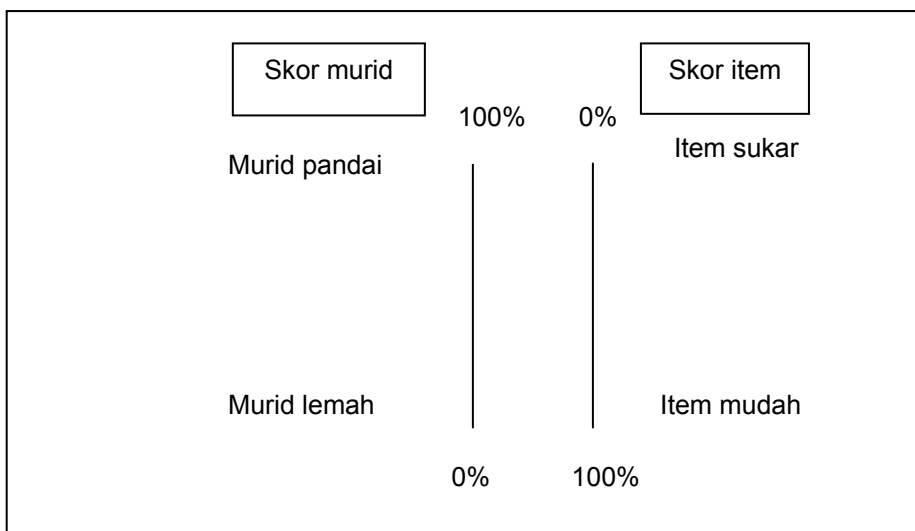 Skor murid
Skor item
100%
0%
Murid pandai
Item sukar
Murid lemah
Item mudah
0%
100%